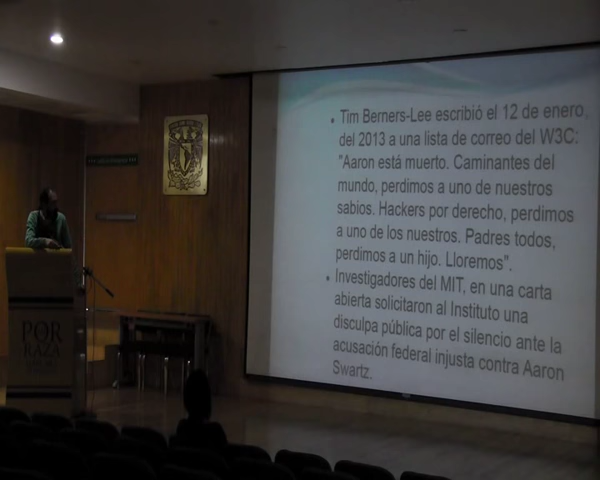 Tim Berners-Lee escribió el 12 de enero
del 2013 a una lista de correo del W3C:
"Aaron está muerto. Caminantes del
mundo, perdimos a uno de nuestros
sabios. Hackers por derecho, perdimos
a uno de los nuestros. Padres todos,
perdimos a un hijo. Lloremos".
Investigadores del MIT, en una carta
abierta solicitaron al Instituto una
disculpa pública por el silencio ante la
acusación federal injusta contra Aaron
Swartz.
POR
RAZA